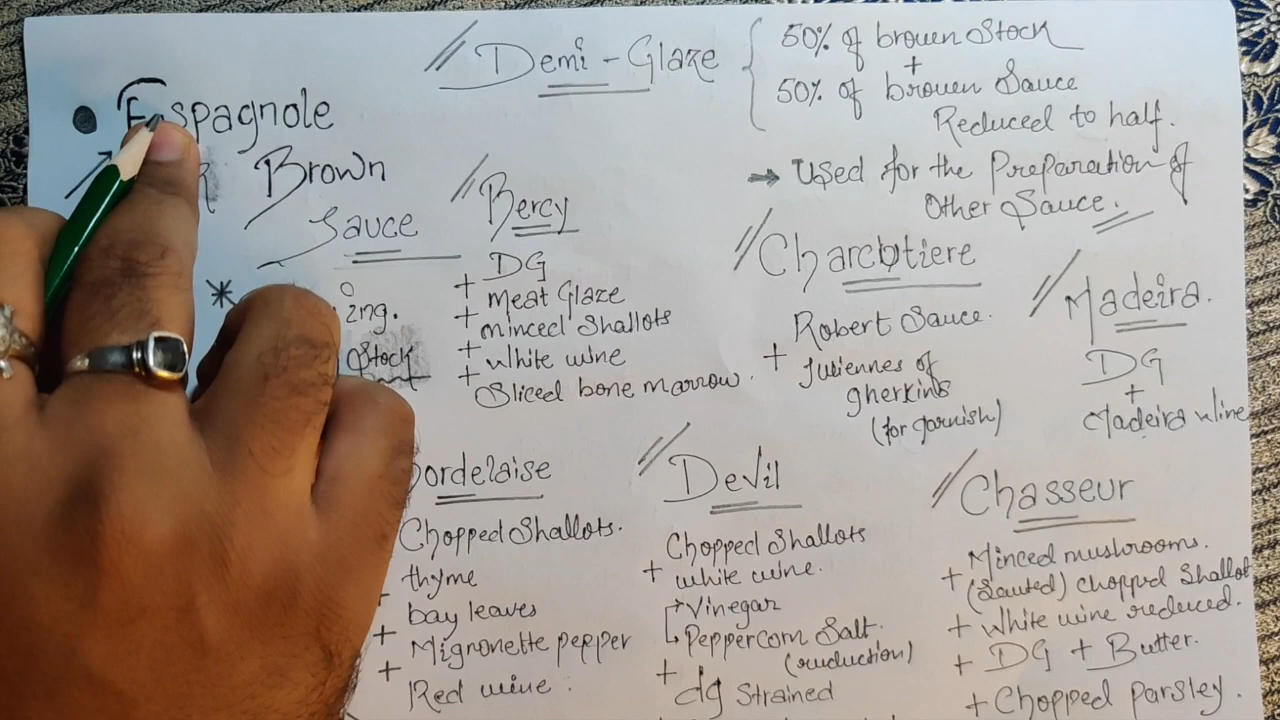 Demi-Glaze
50% of brown Stock
+
50% of brown Sauce
Reduced to half.
→ Used for the Preparation of
Other Sauce.
Espagnole
Brown
Sauce
ing.
Stock
Bercy
DG
+ meat Glaze
+ minced Shallots
+ White wine
+ Sliced bone marrow.
Charcutiere
Robert Sauce.
+ Juliennes of
gherkins
(for garnish)
Madeira.
DG
+
Madeira wine
ordelaise
Chopped Shallots.
+ thyme
+ bay leaves
+ Mignonette pepper
+ Red wine.
Devil
Chopped Shallots
+ white wine.
→ Vinegar
→ Peppercorn Salt.
(ruduction)
+ dg Strained
Chasseur
Minced mushrooms.
+ (Sauted) chopped Shallot
+ White wine reduced.
+ DG + Butter.
+ Chopped Parsley.